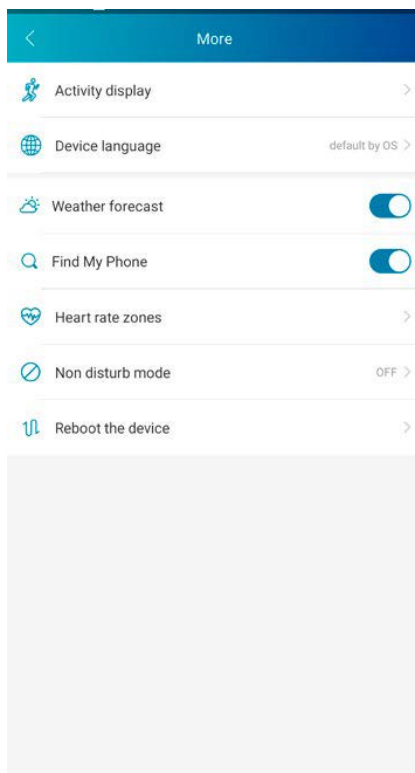 More
Activity display
Device language default by OS
Weather forecast
Find My Phone
Heart rate zones
Non disturb mode OFF
Reboot the device